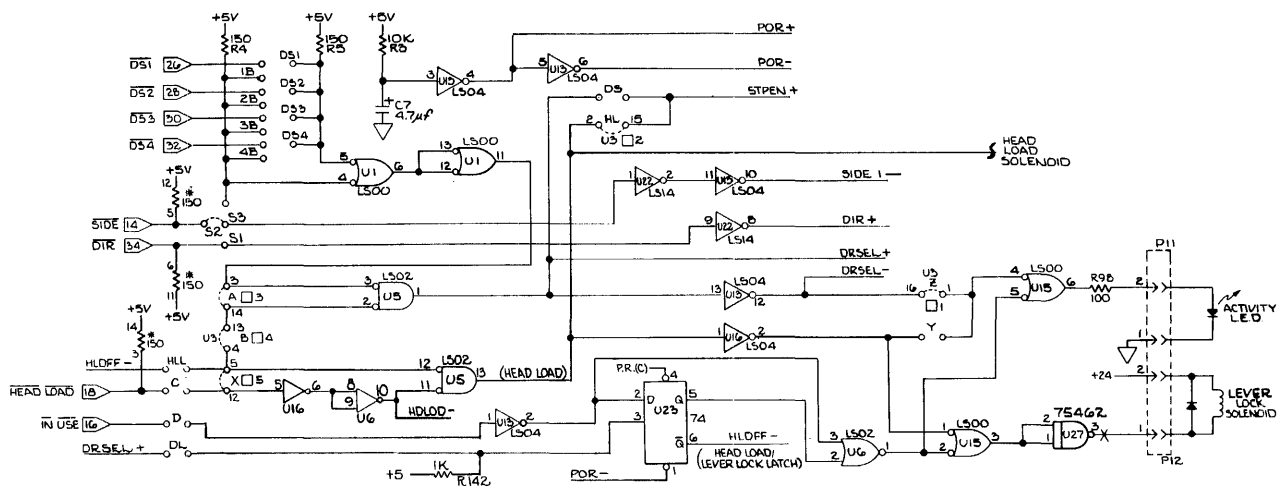 +5V
+5V
+5V
150
R4
150
R5
10K
R3
POR+
POR-
STPEN+
DS1
26
DS2
28
DS3
30
DS4
32
1B
2B
3B
4B
DS1
DS2
DS3
DS4
3
4
LS04
5
U13
6
LS04
+
C7
4.7µf
DS
2
HL
15
U3
2
HEAD
LOAD
SOLENOID
5
4
U1
6
LS00
13
12
LS00
U1
11
+5V
12
*
150
5
SIDE
14
S2
S3
1
U22
2
LS14
11
U15
10
LS04
SIDE 1-
DIR
34
S1
9
U22
8
LS14
DIR+
6
*
150
11
+5V
DRSEL+
DRSEL-
3
A
3
2
14
3
2
LS02
U5
1
13
U13
12
LS04
16
U3
Z
1
1
Y
4
5
LS00
U15
6
R98
100
P11
2
1
ACTIVITY
L.E.D.
+5V
14
*
150
3
U3
13
B
4
4
5
X
5
12
HLOFF-
HLL
HEAD LOAD
18
C
5
U16
6
8
9
U6
10
HDLOD-
12
11
LS02
U5
13
(HEAD LOAD)
1
U16
2
LS04
IN USE
16
D
1
U13
2
LS04
DRSEL+
DL
+5
1K
R142
P.R.(C)
4
2
D
Q
5
3
U23
74
Q
6
1
POR-
HLOFF-
(HEAD LOAD/
LEVER LOCK LATCH)
3
2
LS02
U6
1
1
2
LS00
U15
3
2
1
75462
U27
3
X
+24
2
1
P12
LEVER
LOCK
SOLENOID